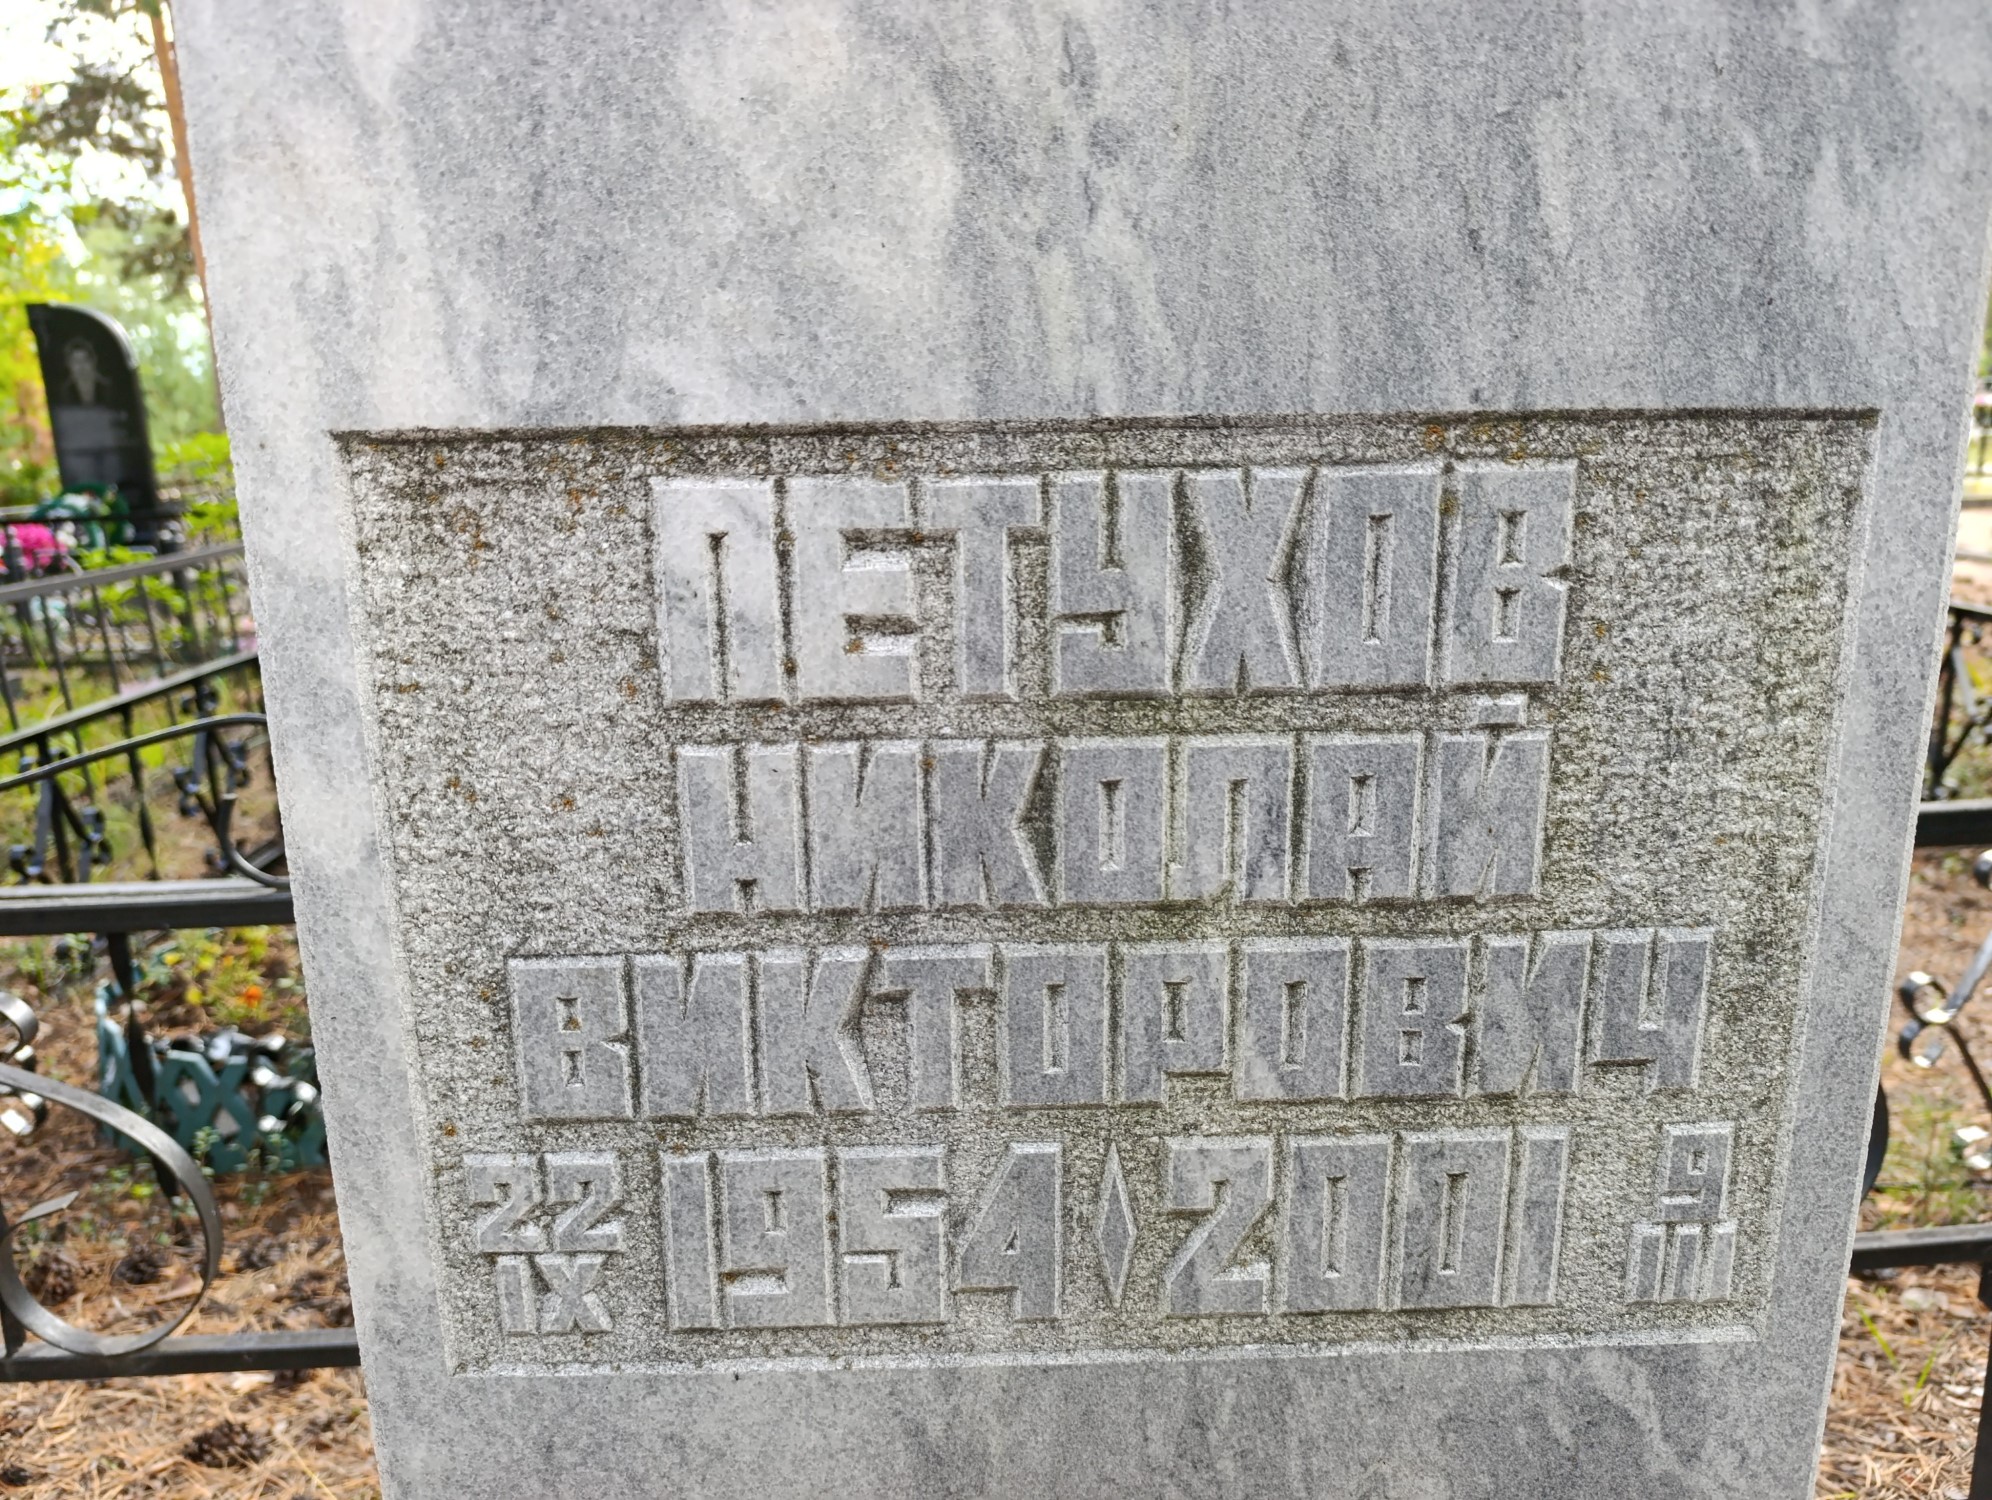 ПЕТУХОВ
НИКОЛАЙ
ВИКТОРОВИЧ
22 IX 1954 ◊ 2001 9 III